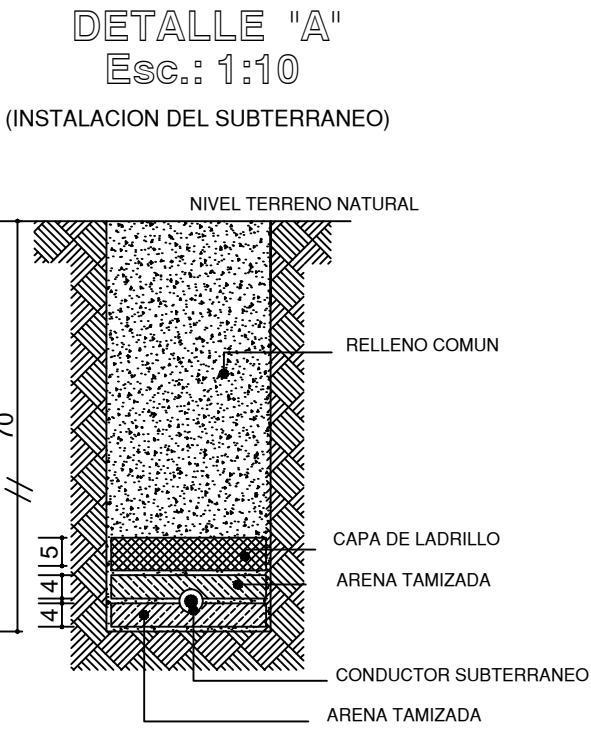 DETALLE "A"
Esc.: 1:10
(INSTALACION DEL SUBTERRANEO)
NIVEL TERRENO NATURAL
RELLENO COMUN
70
CAPA DE LADRILLO
5
ARENA TAMIZADA
4
4
CONDUCTOR SUBTERRANEO
ARENA TAMIZADA